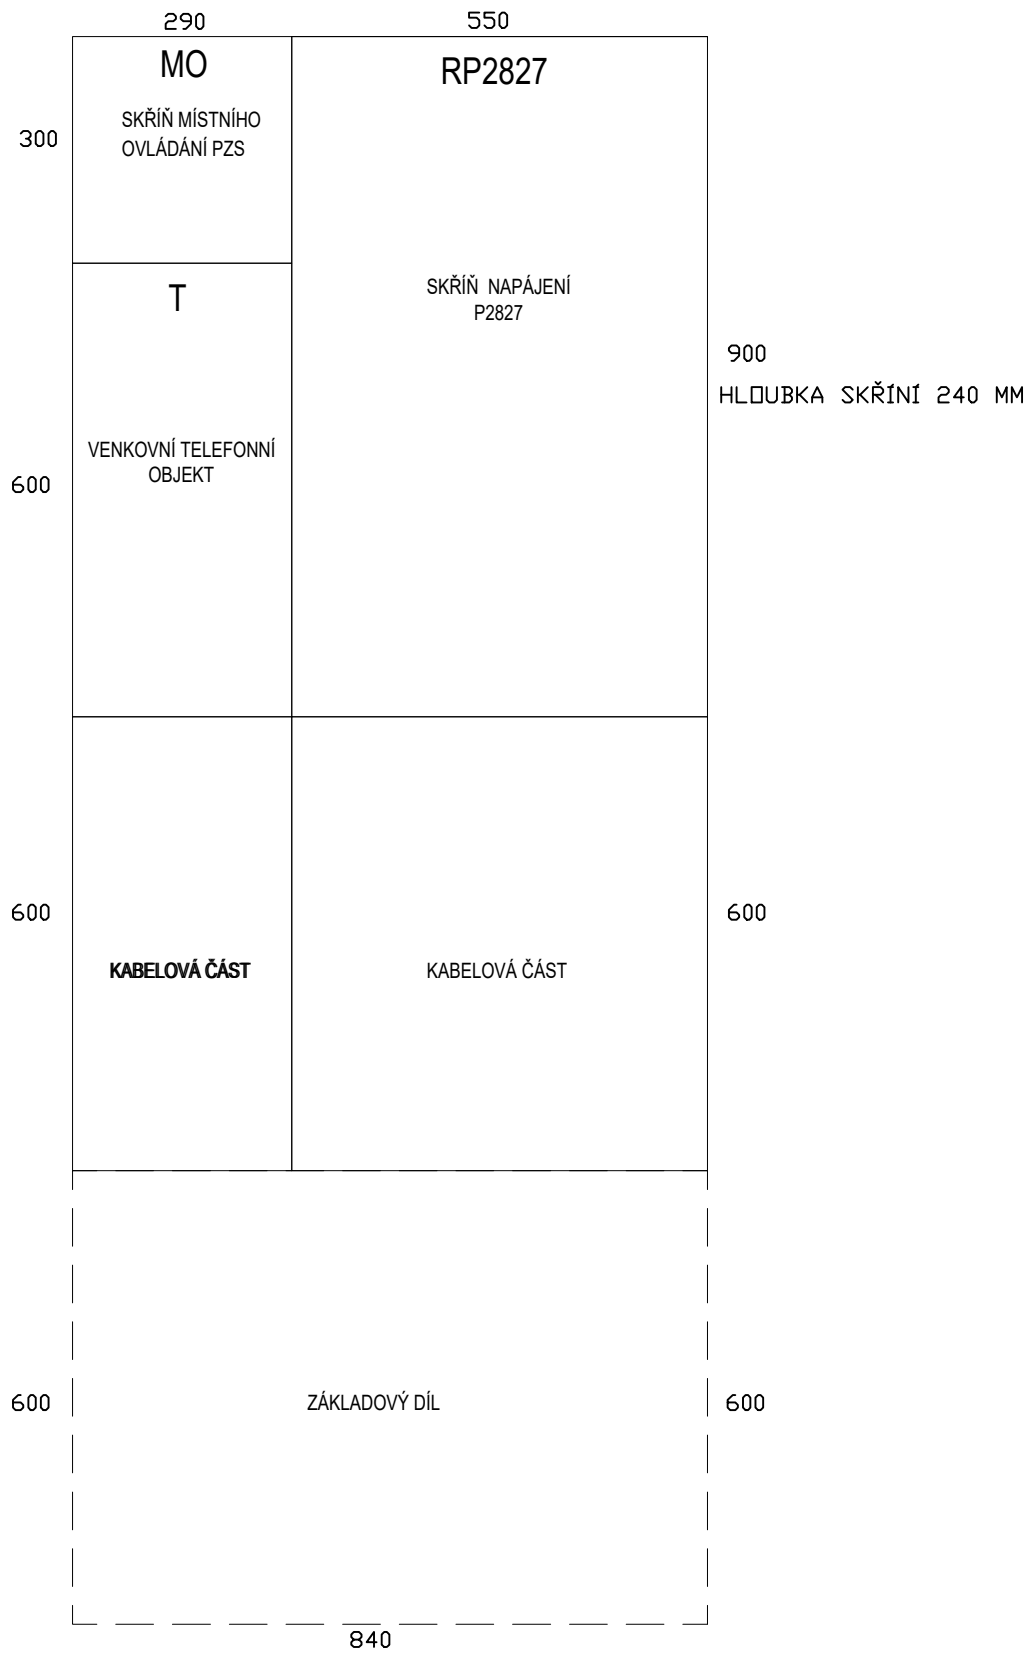 290
550
MO
RP2827
SKŘÍŇ MÍSTNÍHO
OVLÁDÁNÍ PZS
300
T
SKŘÍŇ NAPÁJENÍ
P2827
900
HLOUBKA SKŘÍNÍ 240 MM
VENKOVNÍ TELEFONNÍ
OBJEKT
600
600
600
KABELOVÁ ČÁST
KABELOVÁ ČÁST
600
ZÁKLADOVÝ DÍL
600
840